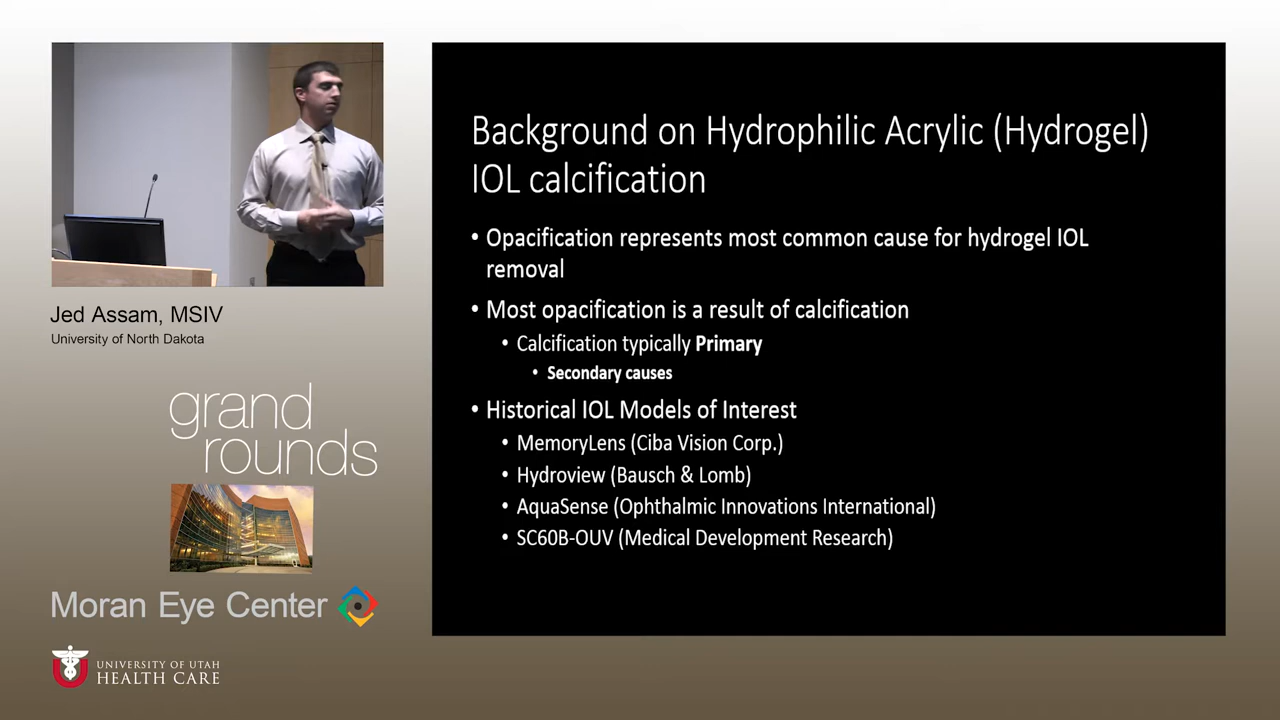 Background on Hydrophilic Acrylic (Hydrogel)
IOL calcification
• Opacification represents most common cause for hydrogel IOL
removal
• Most opacification is a result of calcification
• Calcification typically Primary
• Secondary causes
• Historical IOL Models of Interest
• MemoryLens (Ciba Vision Corp.)
• Hydroview (Bausch & Lomb)
• AquaSense (Ophthalmic Innovations International)
• SC60B-OUV (Medical Development Research)
Jed Assam, MSIV
University of North Dakota
grand
rounds
Moran Eye Center
U
UNIVERSITY OF UTAH
HEALTH CARE